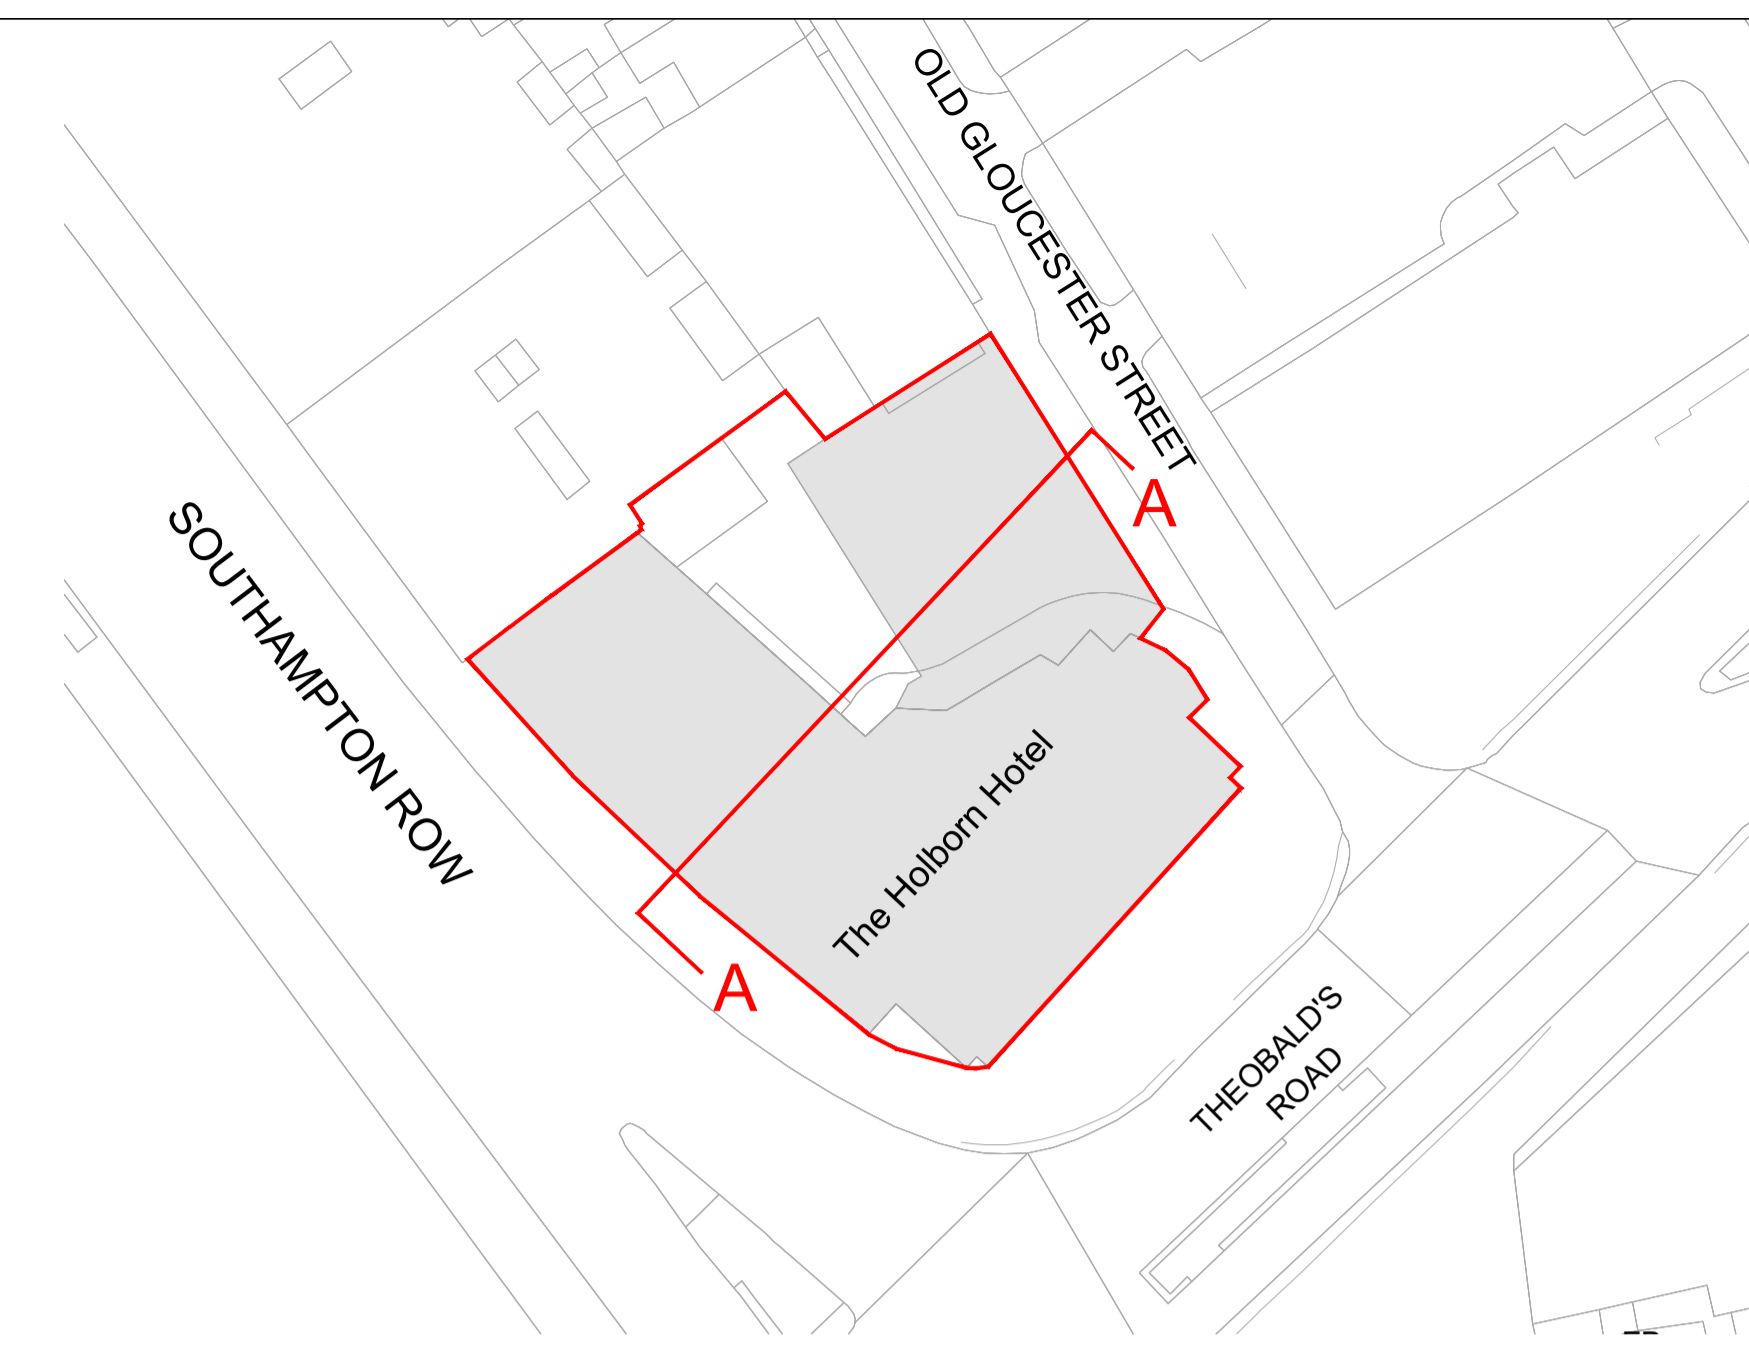 OLD GLOUCESTER STREET
A
SOUTHAMPTON ROW
The Holborn Hotel
A
THEOBALD'S
ROAD